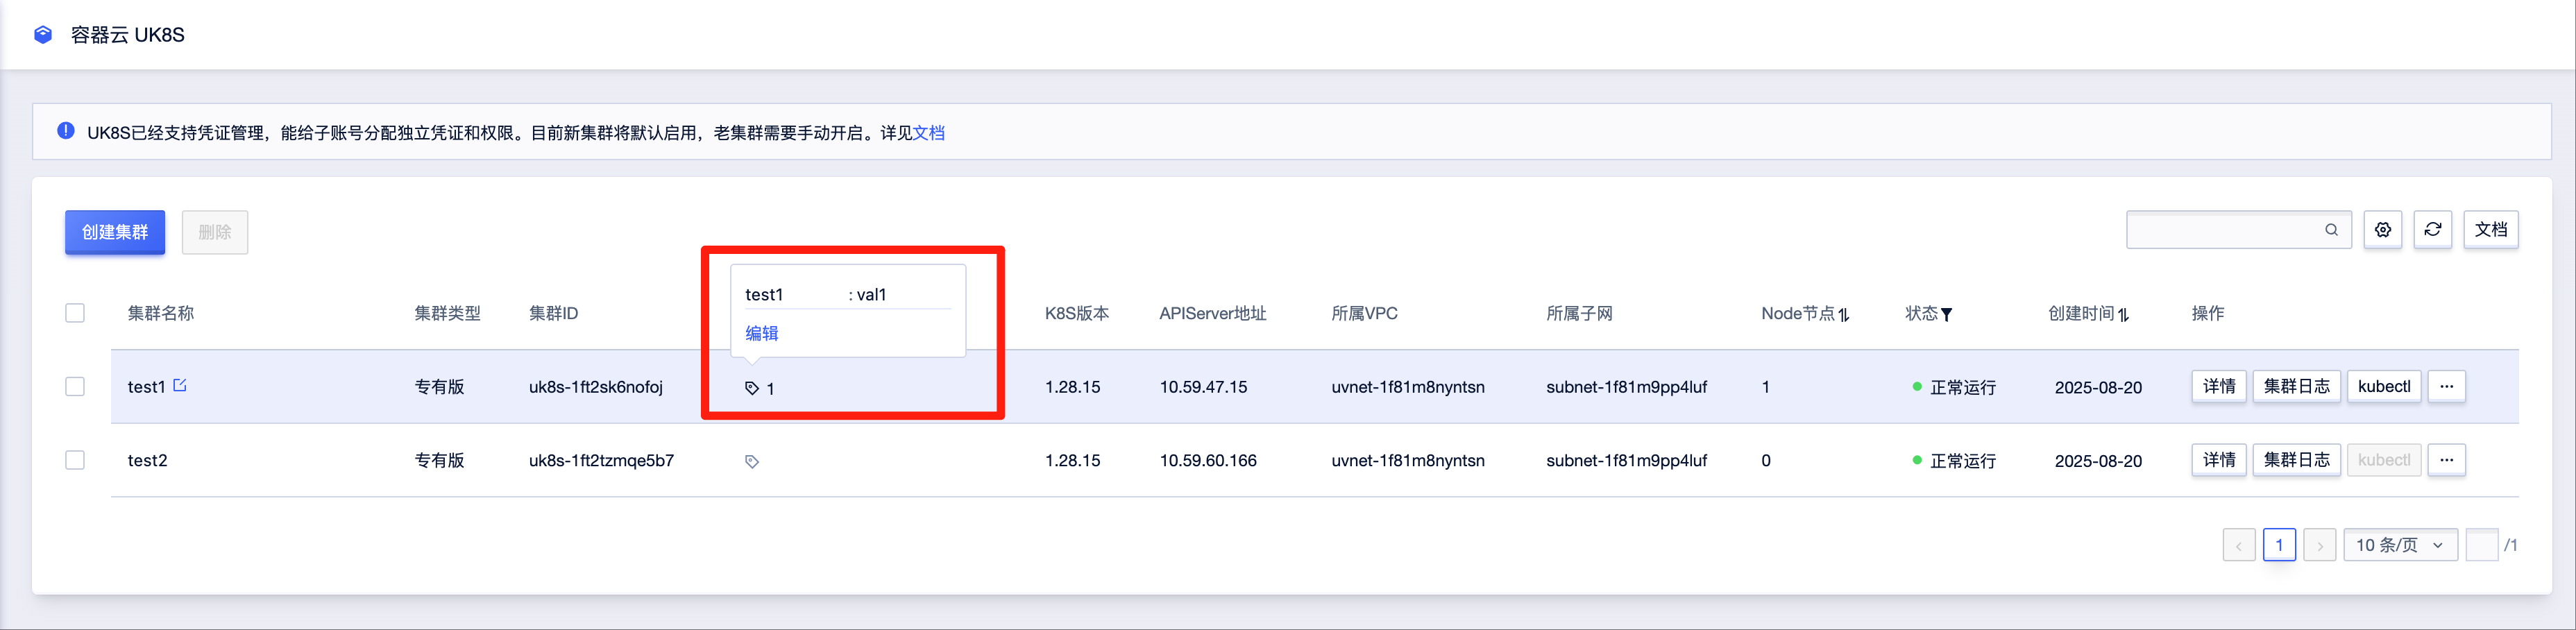 容器云 UK8S
UK8S已经支持凭证管理，能给子账号分配独立凭证和权限。目前新集群将默认启用，老集群需要手动开启。详见文档
创建集群 删除 文档
test1 : val1
编辑
集群名称 集群类型 集群ID K8S版本 APIServer地址 所属VPC 所属子网 Node节点 状态 创建时间 操作
test1 专有版 uk8s-1ft2sk6nofoj 1 1.28.15 10.59.47.15 uvnet-1f81m8nyntsn subnet-1f81m9pp4luf 1 正常运行 2025-08-20 详情 集群日志 kubectl ...
test2 专有版 uk8s-1ft2tzmqe5b7 1.28.15 10.59.60.166 uvnet-1f81m8nyntsn subnet-1f81m9pp4luf 0 正常运行 2025-08-20 详情 集群日志 kubectl ...
< 1 > 10 条/页 /1